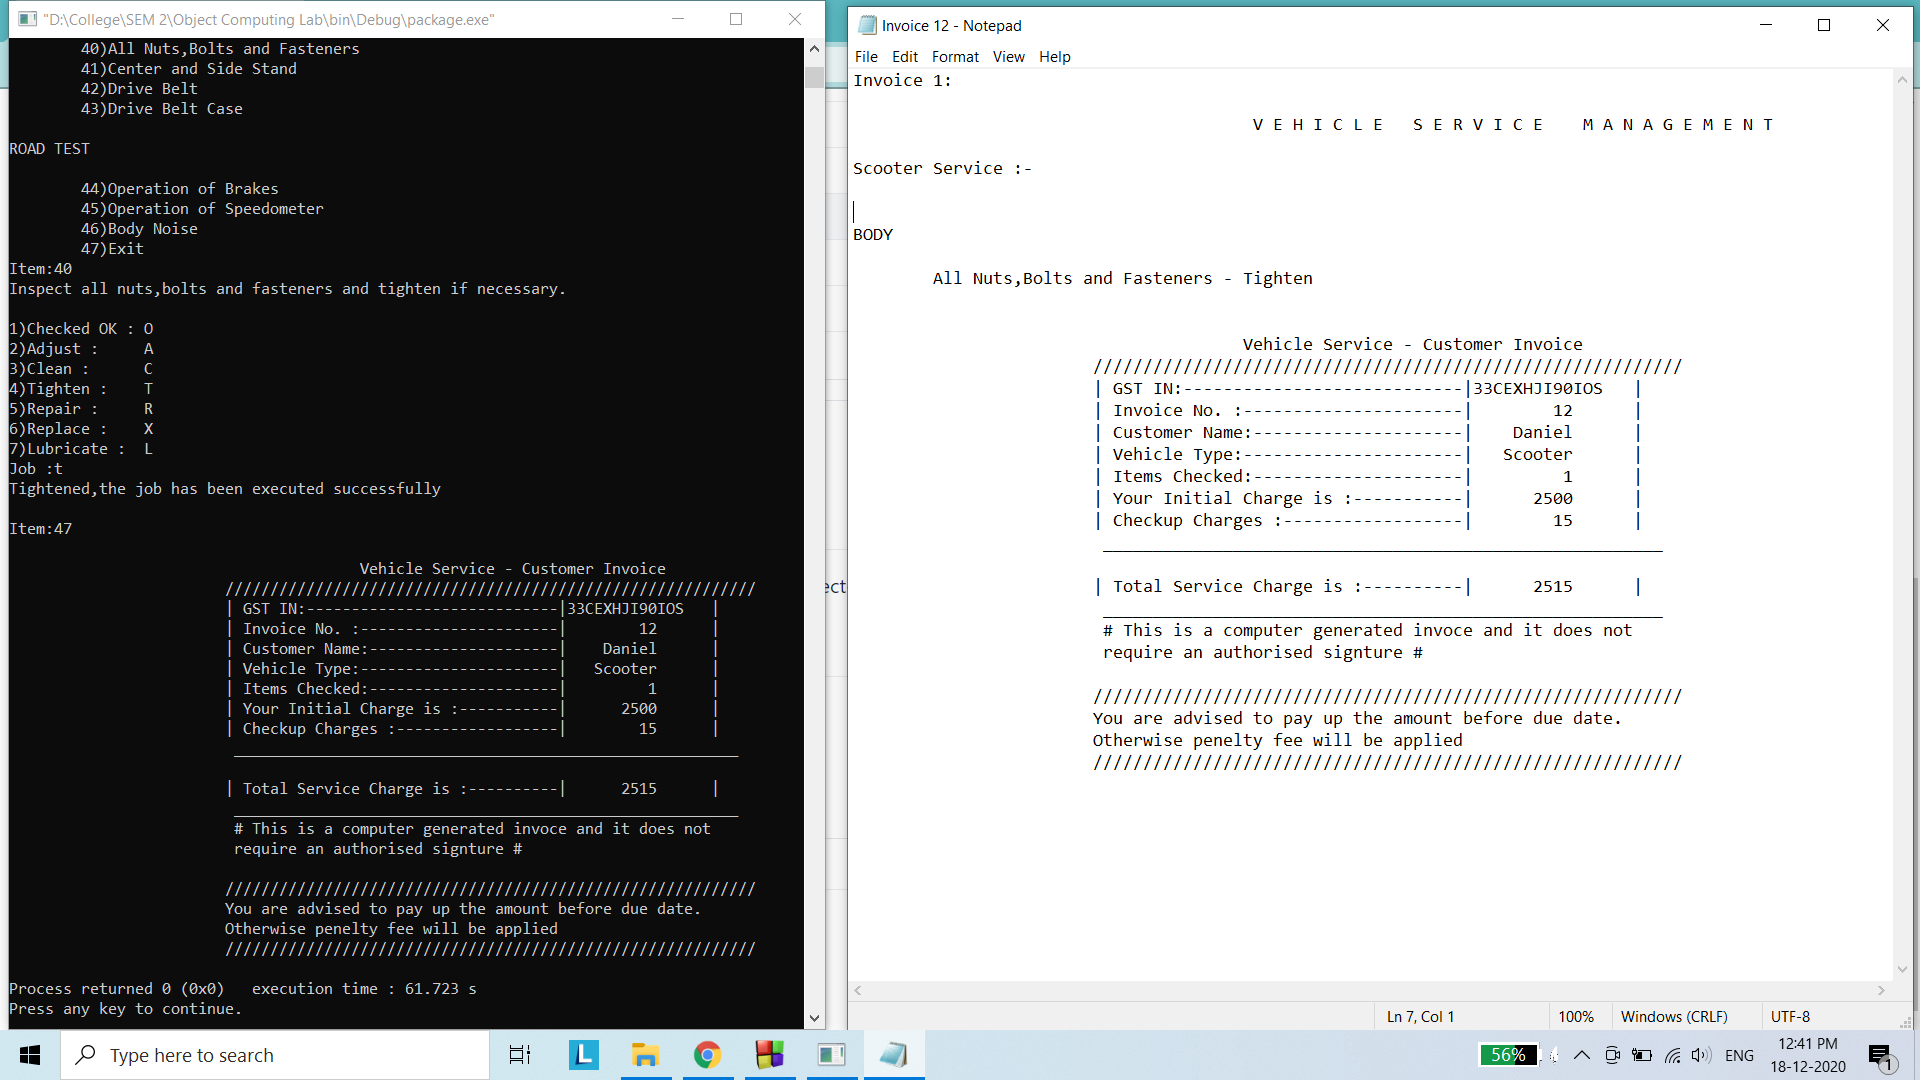 "D:\College\SEM 2\Object Computing Lab\bin\Debug\package.exe"
40)All Nuts,Bolts and Fasteners
41)Center and Side Stand
42)Drive Belt
43)Drive Belt Case
ROAD TEST
44)Operation of Brakes
45)Operation of Speedometer
46)Body Noise
47)Exit
Item:40
Inspect all nuts,bolts and fasteners and tighten if necessary.
1)Checked OK : O
2)Adjust : A
3)Clean : C
4)Tighten : T
5)Repair : R
6)Replace : X
7)Lubricate : L
Job :t
Tightened,the job has been executed successfully
Item:47
Vehicle Service - Customer Invoice
///////////////////////////////////////////////////////////
| GST IN:----------------------------|33CEXHJI90IOS |
| Invoice No. :----------------------| 12 |
| Customer Name:---------------------| Daniel |
| Vehicle Type:----------------------| Scooter |
| Items Checked:---------------------| 1 |
| Your Initial Charge is :-----------| 2500 |
| Checkup Charges :------------------| 15 |
________________________________________________________
| Total Service Charge is :----------| 2515 |
________________________________________________________
# This is a computer generated invoce and it does not
require an authorised signture #
///////////////////////////////////////////////////////////
You are advised to pay up the amount before due date.
Otherwise penelty fee will be applied
///////////////////////////////////////////////////////////
Process returned 0 (0x0) execution time : 61.723 s
Press any key to continue.
ect
Invoice 12 - Notepad
File Edit Format View Help
Invoice 1:
V E H I C L E   S E R V I C E   M A N A G E M E N T
Scooter Service :-
BODY
All Nuts,Bolts and Fasteners - Tighten
Vehicle Service - Customer Invoice
///////////////////////////////////////////////////////////
| GST IN:----------------------------|33CEXHJI90IOS |
| Invoice No. :----------------------| 12 |
| Customer Name:---------------------| Daniel |
| Vehicle Type:----------------------| Scooter |
| Items Checked:---------------------| 1 |
| Your Initial Charge is :-----------| 2500 |
| Checkup Charges :------------------| 15 |
________________________________________________________
| Total Service Charge is :----------| 2515 |
________________________________________________________
# This is a computer generated invoce and it does not
require an authorised signture #
///////////////////////////////////////////////////////////
You are advised to pay up the amount before due date.
Otherwise penelty fee will be applied
///////////////////////////////////////////////////////////
Ln 7, Col 1 100% Windows (CRLF) UTF-8
Type here to search
L
56%
ENG
12:41 PM
18-12-2020
1